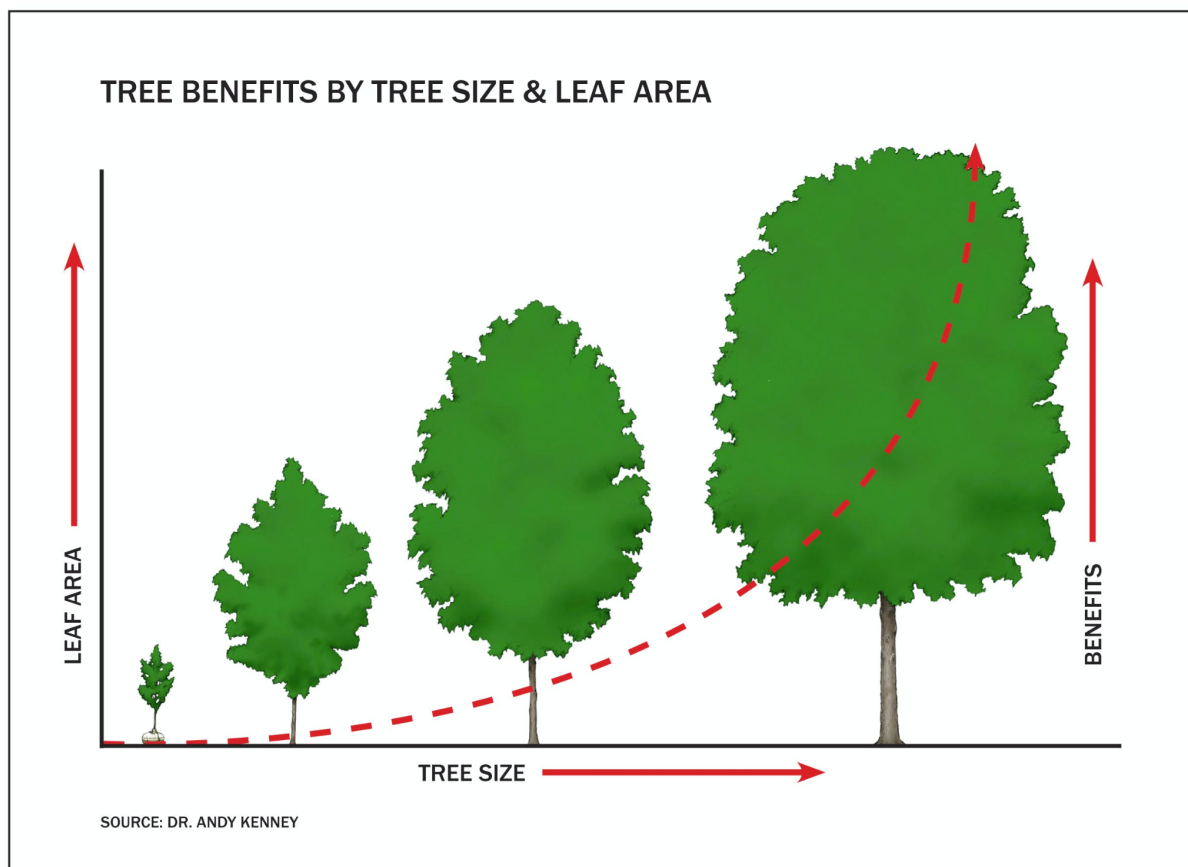 TREE BENEFITS BY TREE SIZE & LEAF AREA
LEAF AREA
BENEFITS
TREE SIZE
SOURCE: DR. ANDY KENNEY